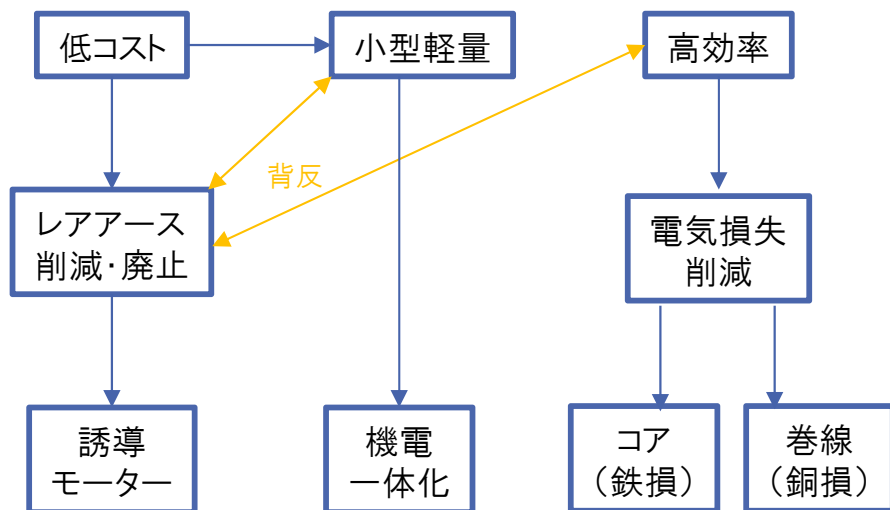 低コスト
小型軽量
高効率
背反
レアアース
削減・廃止
電気損失
削減
誘導
モーター
機電
一体化
コア
（鉄損）
巻線
（銅損）